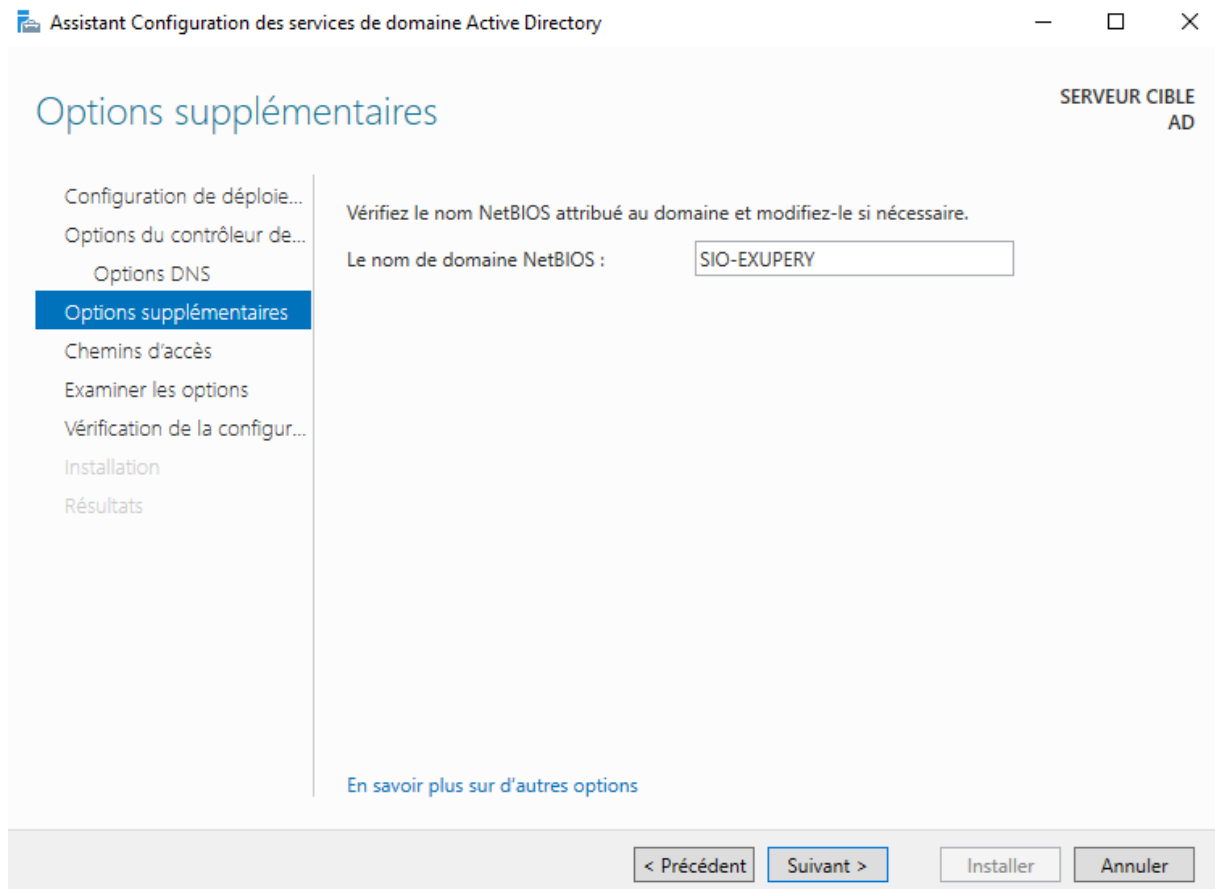 Assistant Configuration des services de domaine Active Directory
Options supplémentaires
SERVEUR CIBLE
AD
Configuration de déploie...
Options du contrôleur de...
Options DNS
Options supplémentaires
Chemins d'accès
Examiner les options
Vérification de la configur...
Installation
Résultats
Vérifiez le nom NetBIOS attribué au domaine et modifiez-le si nécessaire.
Le nom de domaine NetBIOS : SIO-EXUPERY
En savoir plus sur d'autres options
< Précédent Suivant > Installer Annuler